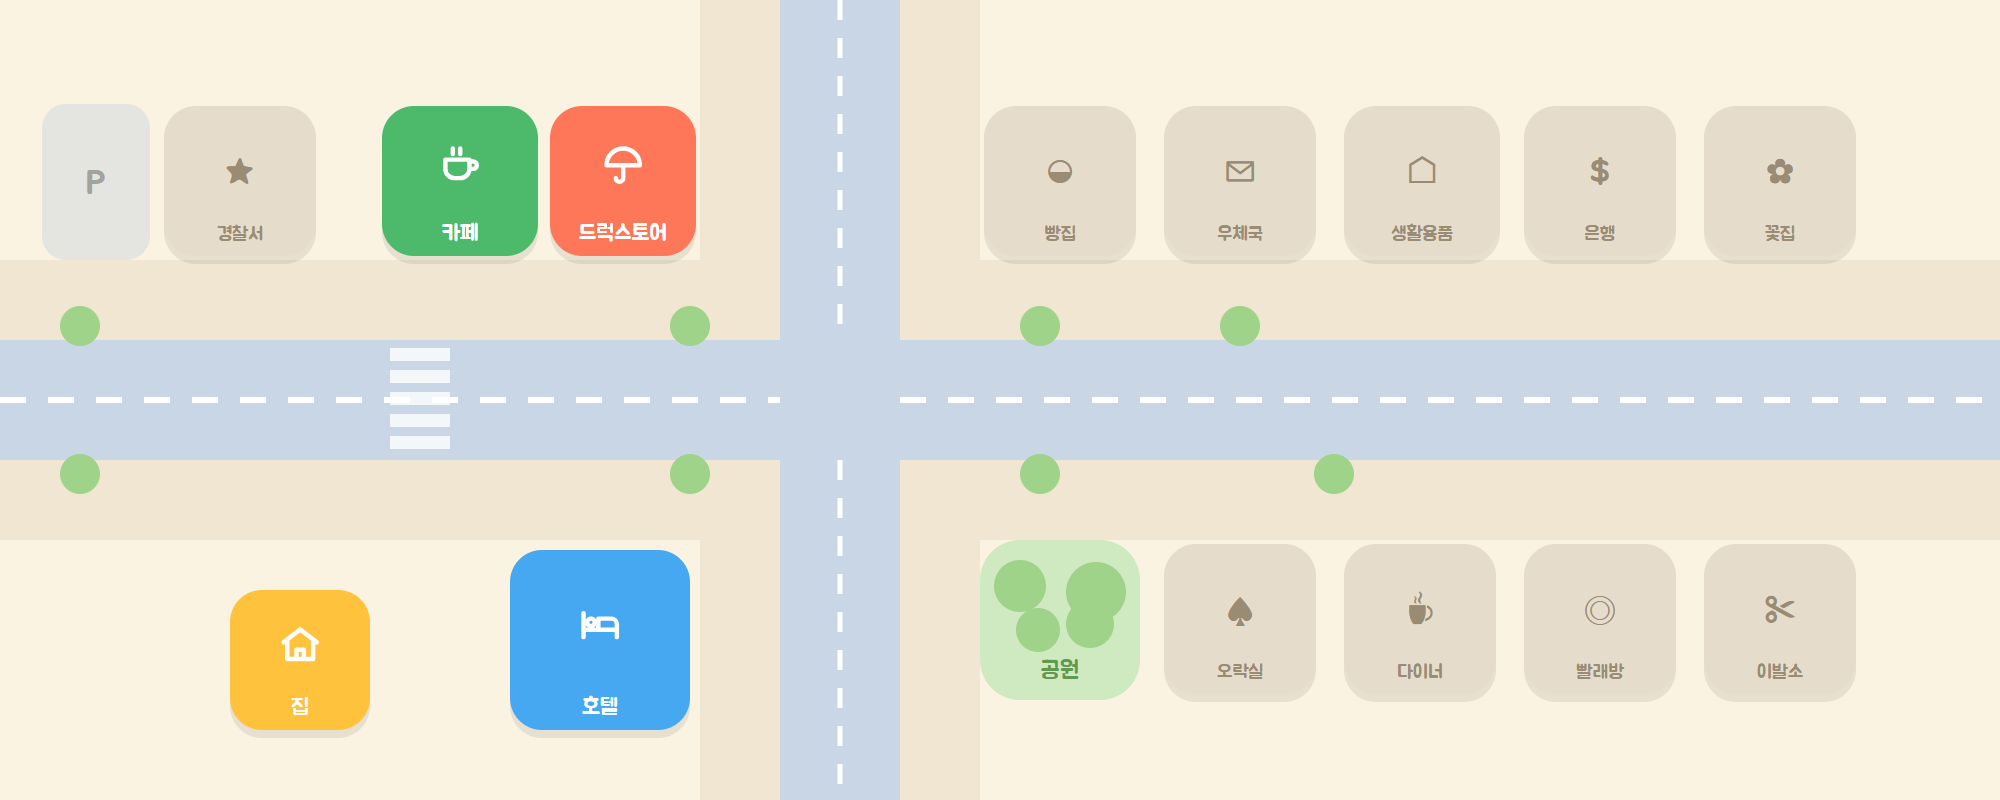 P
경찰서
카페
드럭스토어
빵집
우체국
생활용품
은행
꽃집
집
호텔
공원
오락실
다이너
빨래방
이발소